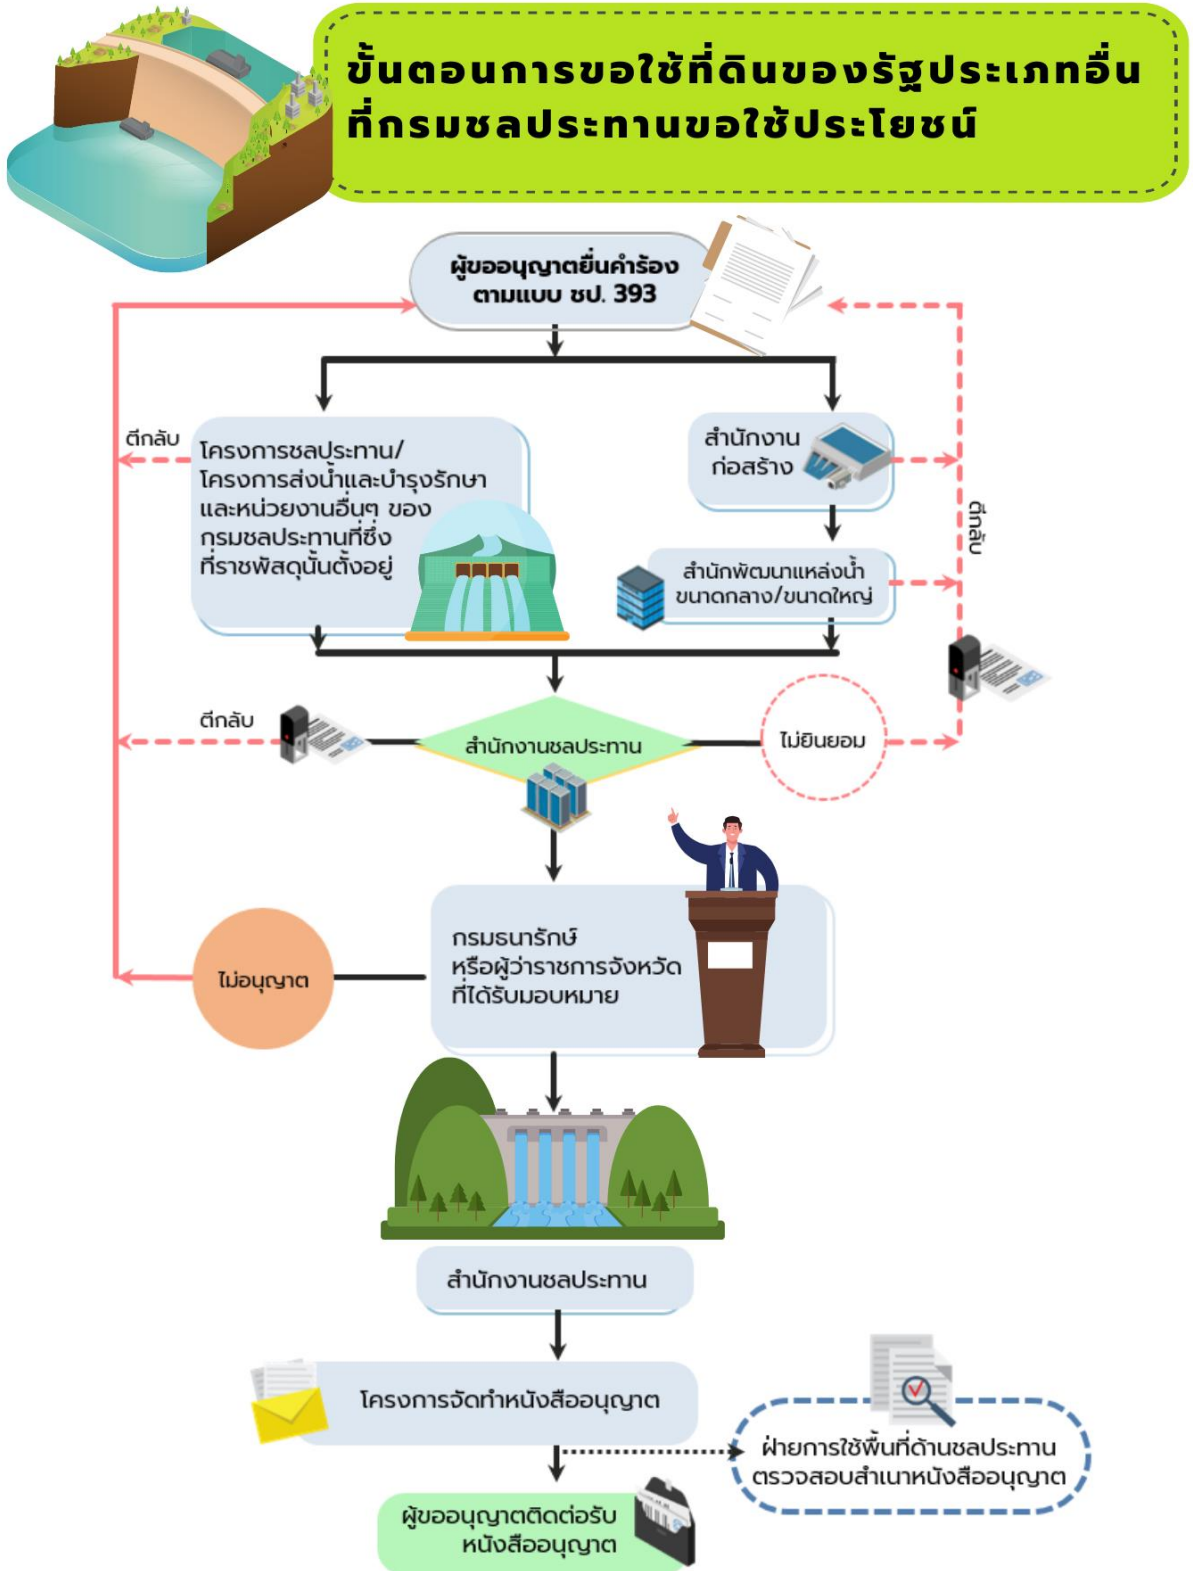 ขั้นตอนการขอใช้ที่ดินของรัฐประเภทอื่น
ที่กรมชลประทานขอใช้ประโยชน์
ผู้ขออนุญาตยื่นคำร้อง
ตามแบบ ชป. 393
ตีกลับ
โครงการชลประทาน/
โครงการส่งน้ำและบำรุงรักษา
และหน่วยงานอื่นๆ ของ
กรมชลประทานที่ซึ่ง
ที่ราชพัสดุนั้นตั้งอยู่
สำนักงาน
ก่อสร้าง
ตีกลับ
สำนักพัฒนาแหล่งน้ำ
ขนาดกลาง/ขนาดใหญ่
ตีกลับ
สำนักงานชลประทาน
ไม่ยินยอม
กรมธนารักษ์
หรือผู้ว่าราชการจังหวัด
ที่ได้รับมอบหมาย
ไม่อนุญาต
สำนักงานชลประทาน
โครงการจัดทำหนังสืออนุญาต
ฝ่ายการใช้พื้นที่ด้านชลประทาน
ตรวจสอบสำเนาหนังสืออนุญาต
ผู้ขออนุญาตติดต่อรับ
หนังสืออนุญาต